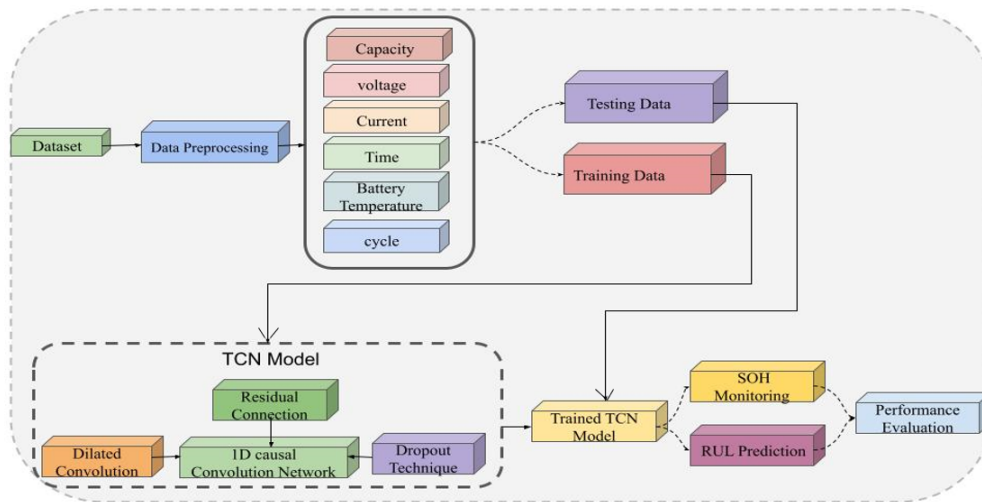 Capacity
voltage
Current
Time
Battery
Temperature
cycle
Dataset
Data Preprocessing
Testing Data
Training Data
TCN Model
Residual
Connection
Dilated
Convolution
1D causal
Convolution Network
Dropout
Technique
Trained TCN
Model
SOH
Monitoring
RUL Prediction
Performance
Evaluation